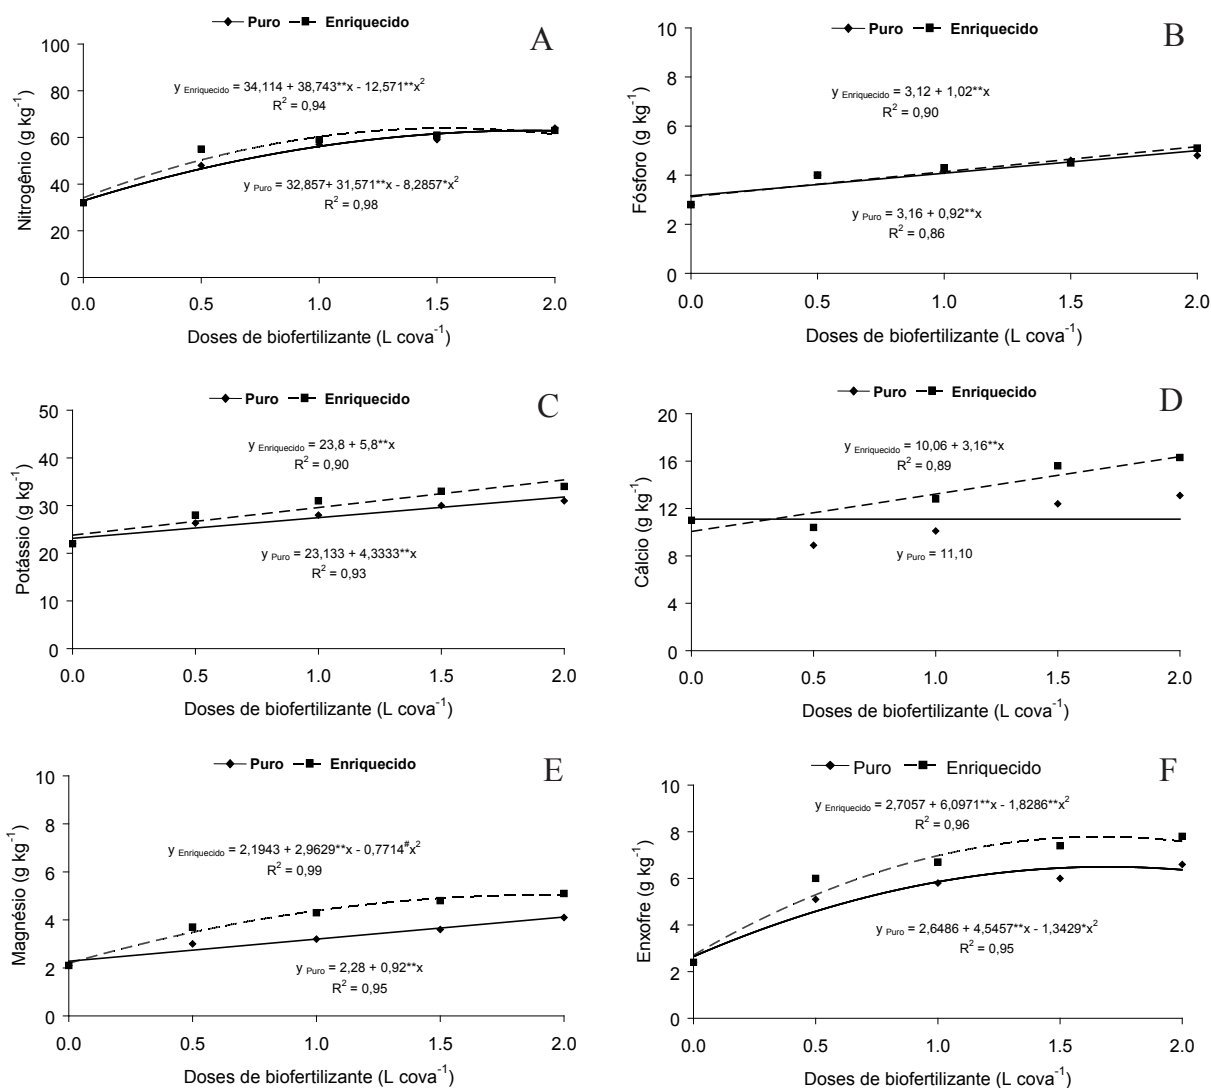 Puro Enriquecido
A
Nitrogênio (g kg⁻¹)
100
80
60
40
20
0
y Enriquecido = 34,114 + 38,743**x - 12,571**x²
R² = 0,94
y Puro = 32,857+ 31,571**x - 8,2857*x²
R² = 0,98
0.0 0.5 1.0 1.5 2.0
Doses de biofertilizante (L cova⁻¹)
Puro Enriquecido
B
Fósforo (g kg⁻¹)
10
8
6
4
2
0
y Enriquecido = 3,12 + 1,02**x
R² = 0,90
y Puro = 3,16 + 0,92**x
R² = 0,86
0.0 0.5 1.0 1.5 2.0
Doses de biofertilizante (L cova⁻¹)
Puro Enriquecido
C
Potássio (g kg⁻¹)
50
40
30
20
10
0
y Enriquecido = 23,8 + 5,8**x
R² = 0,90
y Puro = 23,133 + 4,3333**x
R² = 0,93
0.0 0.5 1.0 1.5 2.0
Doses de biofertilizante (L cova⁻¹)
Puro Enriquecido
D
Cálcio (g kg⁻¹)
20
16
12
8
4
0
y Enriquecido = 10,06 + 3,16**x
R² = 0,89
y Puro = 11,10
0.0 0.5 1.0 1.5 2.0
Doses de biofertilizante (L cova⁻¹)
Puro Enriquecido
E
Magnésio (g kg⁻¹)
10
8
6
4
2
0
y Enriquecido = 2,1943 + 2,9629**x - 0,7714#x²
R² = 0,99
y Puro = 2,28 + 0,92**x
R² = 0,95
0.0 0.5 1.0 1.5 2.0
Doses de biofertilizante (L cova⁻¹)
Puro Enriquecido
F
Enxofre (g kg⁻¹)
10
8
6
4
2
0
y Enriquecido = 2,7057 + 6,0971**x - 1,8286**x²
R² = 0,96
y Puro = 2,6486 + 4,5457**x - 1,3429*x²
R² = 0,95
0.0 0.5 1.0 1.5 2.0
Doses de biofertilizante (L cova⁻¹)